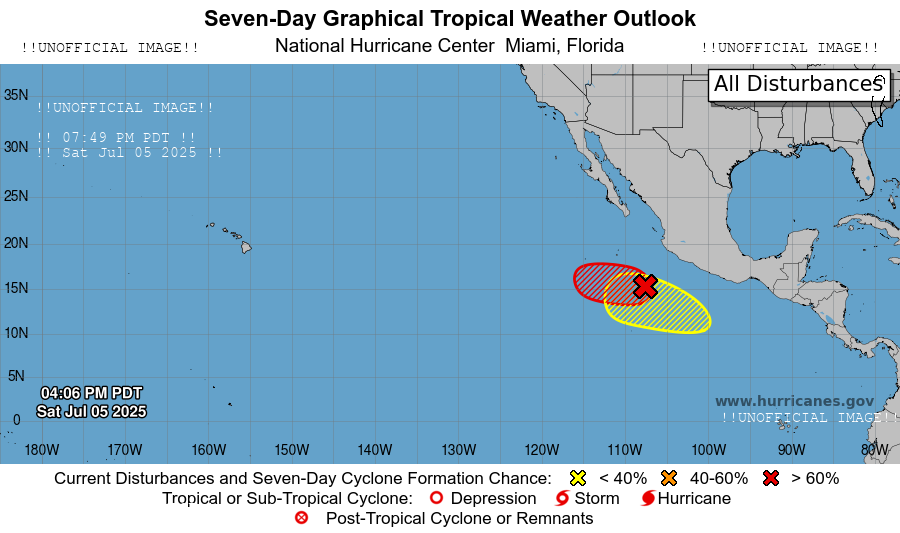 Seven-Day Graphical Tropical Weather Outlook
!!UNOFFICIAL IMAGE!! National Hurricane Center Miami, Florida !!UNOFFICIAL IMAGE!!
All Disturbances
35N
!!UNOFFICIAL IMAGE!!
!! 07:49 PM PDT !!
30N
!! Sat Jul 05 2025 !!
25N
20N
15N
10N
5N
04:06 PM PDT
Sat Jul 05 2025
www.hurricanes.gov
!!UNOFFICIAL IMAGE!!
0
180W 170W 160W 150W 140W 130W 120W 110W 100W 90W 80W
Current Disturbances and Seven-Day Cyclone Formation Chance: < 40% 40-60% > 60%
Tropical or Sub-Tropical Cyclone: Depression Storm Hurricane
Post-Tropical Cyclone or Remnants